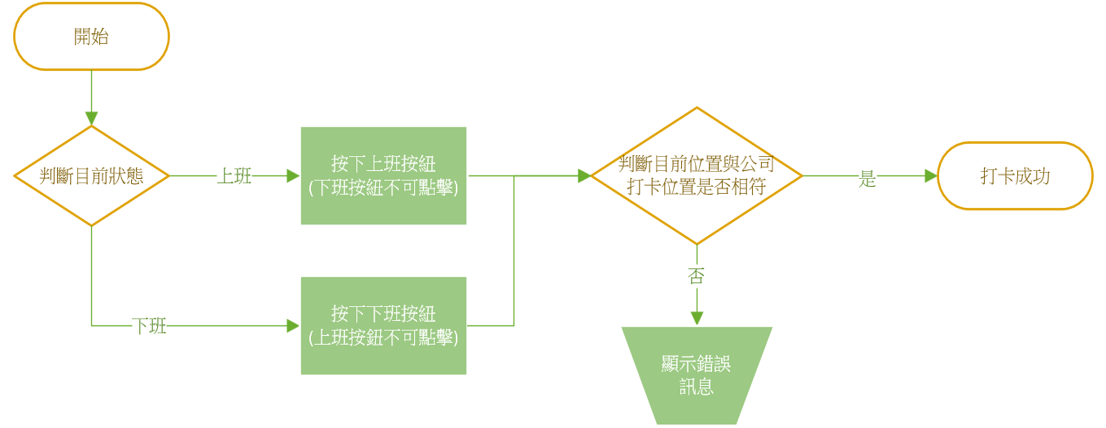 開始
判斷目前狀態
上班
按下上班按紐
(下班按紐不可點擊)
下班
按下下班按紐
(上班按鈕不可點擊)
判斷目前位置與公司
打卡位置是否相符
是
打卡成功
否
顯示錯誤
訊息